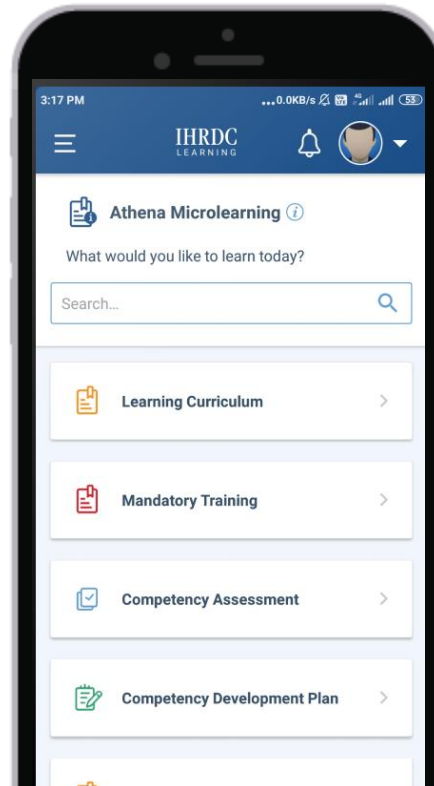 3:17 PM ...0.0KB/s 4G 53
IHRDC
LEARNING
Athena Microlearning i
What would you like to learn today?
Search...
Learning Curriculum
Mandatory Training
Competency Assessment
Competency Development Plan